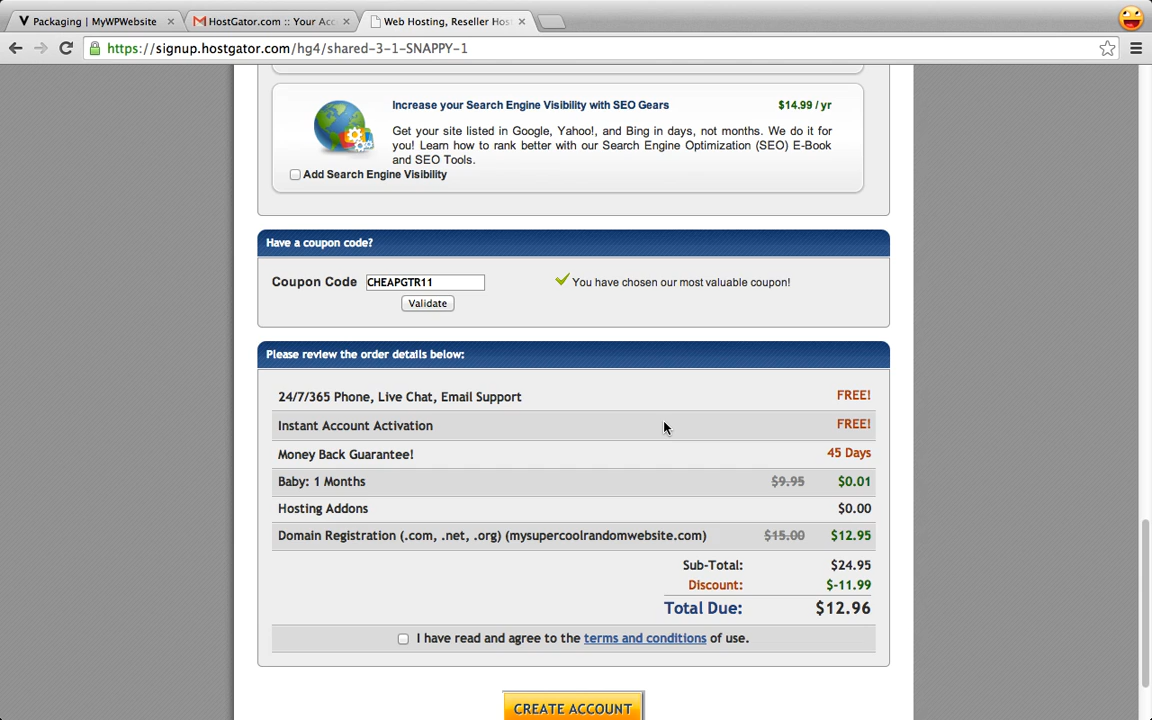 Packaging | MyWPWebsite
HostGator.com :: Your Acc
Web Hosting, Reseller Hos
https://signup.hostgator.com/hg4/shared-3-1-SNAPPY-1
Increase your Search Engine Visibility with SEO Gears $14.99 / yr
Get your site listed in Google, Yahoo!, and Bing in days, not months. We do it for
you! Learn how to rank better with our Search Engine Optimization (SEO) E-Book
and SEO Tools.
Add Search Engine Visibility
Have a coupon code?
Coupon Code CHEAPGTR11 You have chosen our most valuable coupon!
Validate
Please review the order details below:
24/7/365 Phone, Live Chat, Email Support FREE!
Instant Account Activation FREE!
Money Back Guarantee! 45 Days
Baby: 1 Months $9.95 $0.01
Hosting Addons $0.00
Domain Registration (.com, .net, .org) (mysupercoolrandomwebsite.com) $15.00 $12.95
Sub-Total: $24.95
Discount: $-11.99
Total Due: $12.96
I have read and agree to the terms and conditions of use.
CREATE ACCOUNT